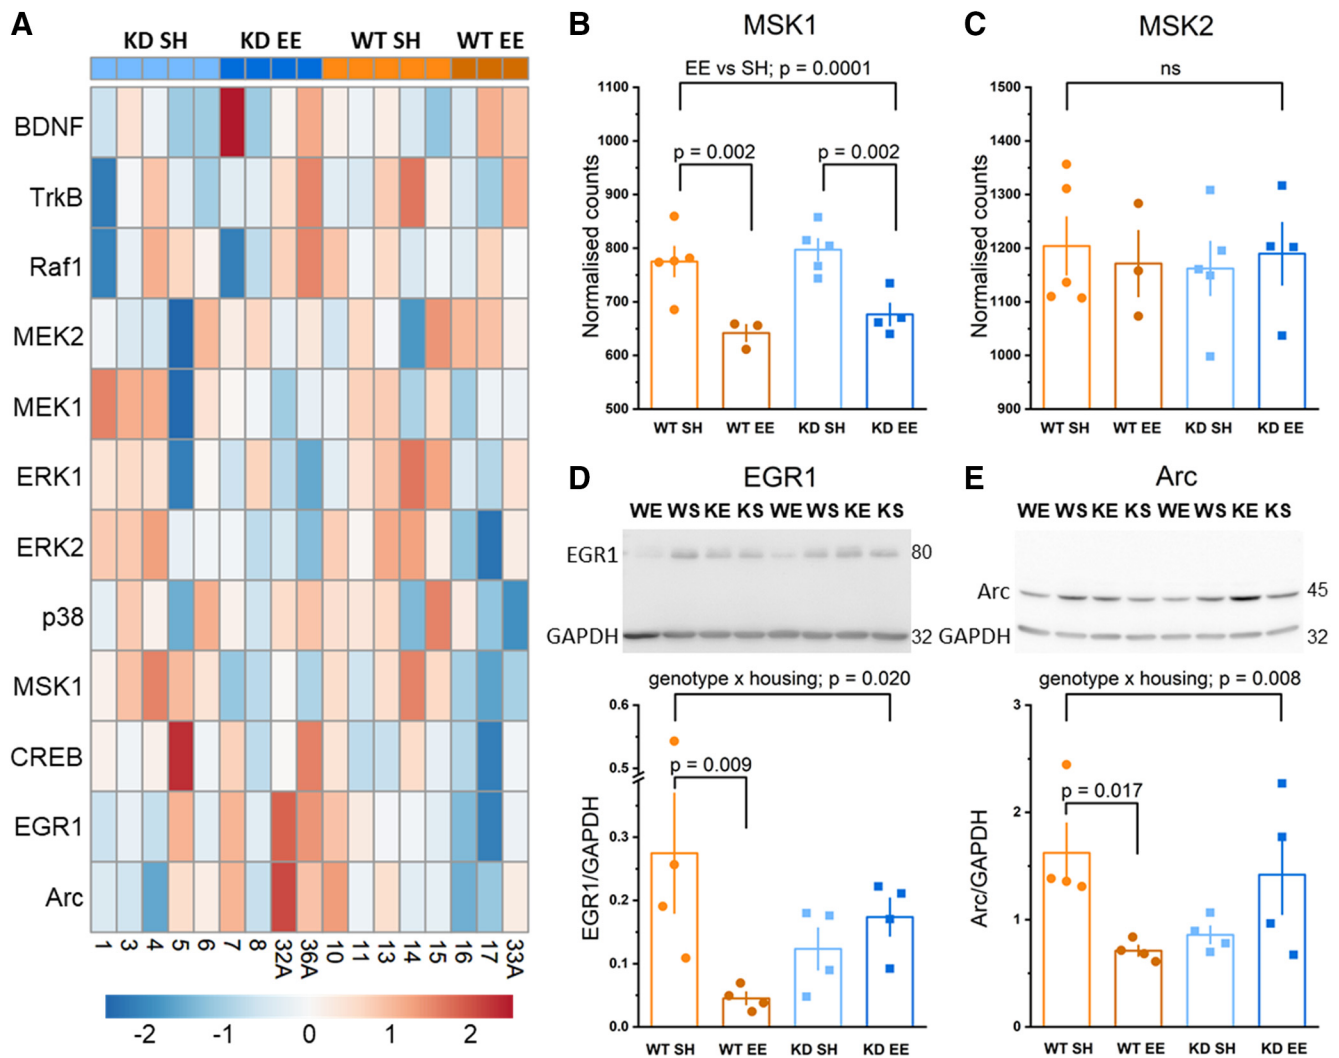 A
KD SH KD EE WT SH WT EE
BDNF
TrkB
Raf1
MEK2
MEK1
ERK1
ERK2
p38
MSK1
CREB
EGR1
Arc
1 3 4 5 6 7 8 32A 36A 10 11 13 14 15 16 17 33A
-2 -1 0 1 2
B
MSK1
EE vs SH; p = 0.0001
p = 0.002 p = 0.002
Normalised counts
1100
1000
900
800
700
600
500
WT SH WT EE KD SH KD EE
C
MSK2
ns
Normalised counts
1500
1400
1300
1200
1100
1000
900
WT SH WT EE KD SH KD EE
D
EGR1
WE WS KE KS WE WS KE KS
EGR1 80
GAPDH 32
genotype x housing; p = 0.020
p = 0.009
EGR1/GAPDH
0.6
0.5
0.3
0.2
0.1
0.0
WT SH WT EE KD SH KD EE
E
Arc
WE WS KE KS WE WS KE KS
Arc 45
GAPDH 32
genotype x housing; p = 0.008
p = 0.017
Arc/GAPDH
3
2
1
0
WT SH WT EE KD SH KD EE